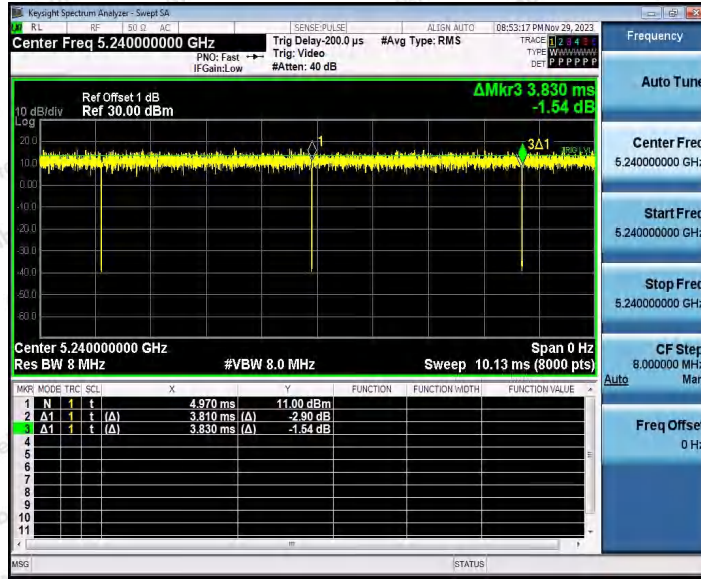 Keysight Spectrum Analyzer - Swept SA
RL RF 50 Ω AC SENSE:PULSE ALIGN AUTO 08:53:17 PM Nov 29, 2023
Center Freq 5.240000000 GHz
PNO: Fast
IFGain:Low
Trig Delay-200.0 µs
Trig: Video
#Atten: 40 dB
#Avg Type: RMS
TRACE 1 2 3 4 5 6
TYPE WWWWWW
DET P P P P P P
ΔMkr3 3.830 ms
-1.54 dB
Ref Offset 1 dB
10 dB/div Ref 30.00 dBm
Log
20.0
10.0
0.00
-10.0
-20.0
-30.0
-40.0
-50.0
-60.0
1
3Δ1
TRIG LVL
Center 5.240000000 GHz Span 0 Hz
Res BW 8 MHz #VBW 8.0 MHz Sweep 10.13 ms (8000 pts)
MKR MODE TRC SCL X Y FUNCTION FUNCTION WIDTH FUNCTION VALUE
1 N 1 t 4.970 ms 11.00 dBm
2 Δ1 1 t (Δ) 3.810 ms (Δ) -2.90 dB
3 Δ1 1 t (Δ) 3.830 ms (Δ) -1.54 dB
4
5
6
7
8
9
10
11
MSG STATUS
Frequency
Auto Tune
Center Freq
5.240000000 GHz
Start Freq
5.240000000 GHz
Stop Freq
5.240000000 GHz
CF Step
8.000000 MHz
Auto Man
Freq Offset
0 Hz